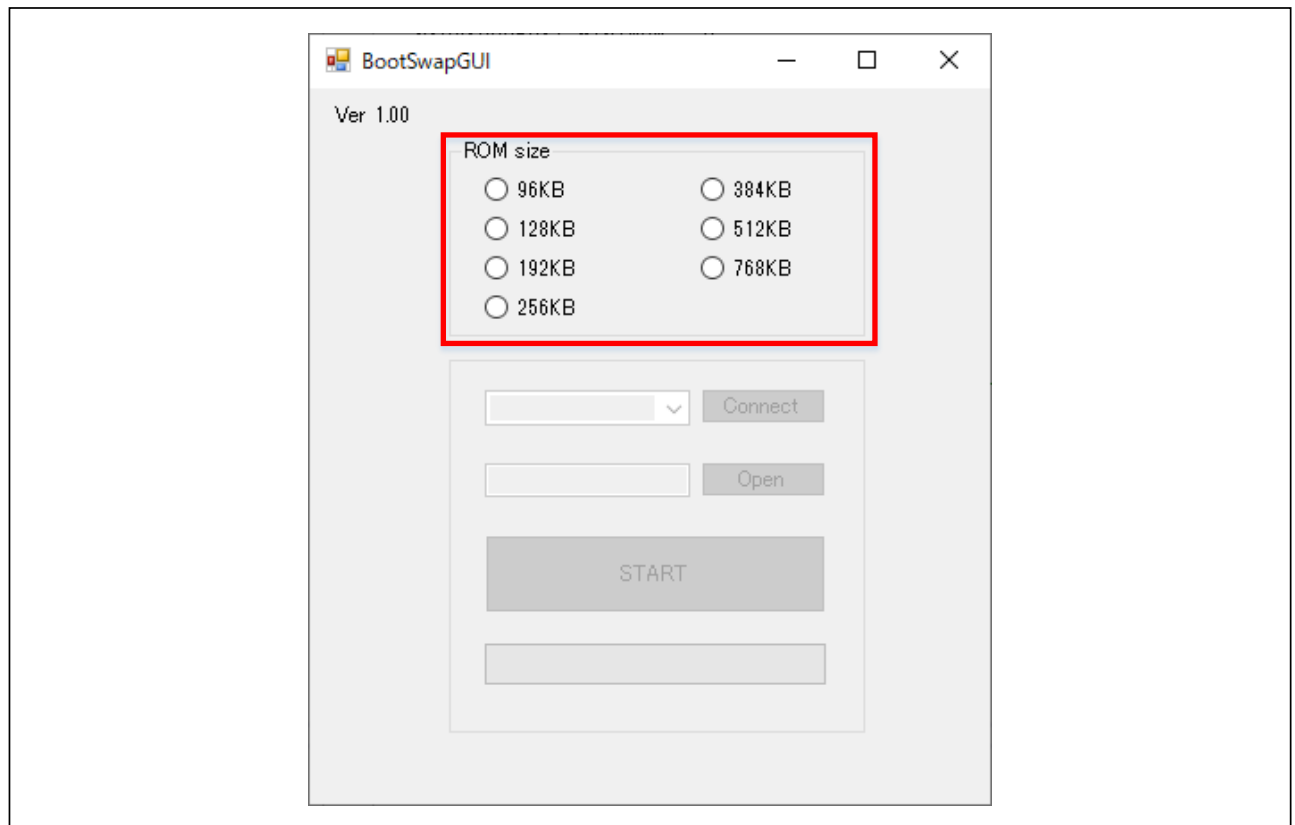 BootSwapGUI
Ver 1.00
ROM size
96KB
384KB
128KB
512KB
192KB
768KB
256KB
Connect
Open
START